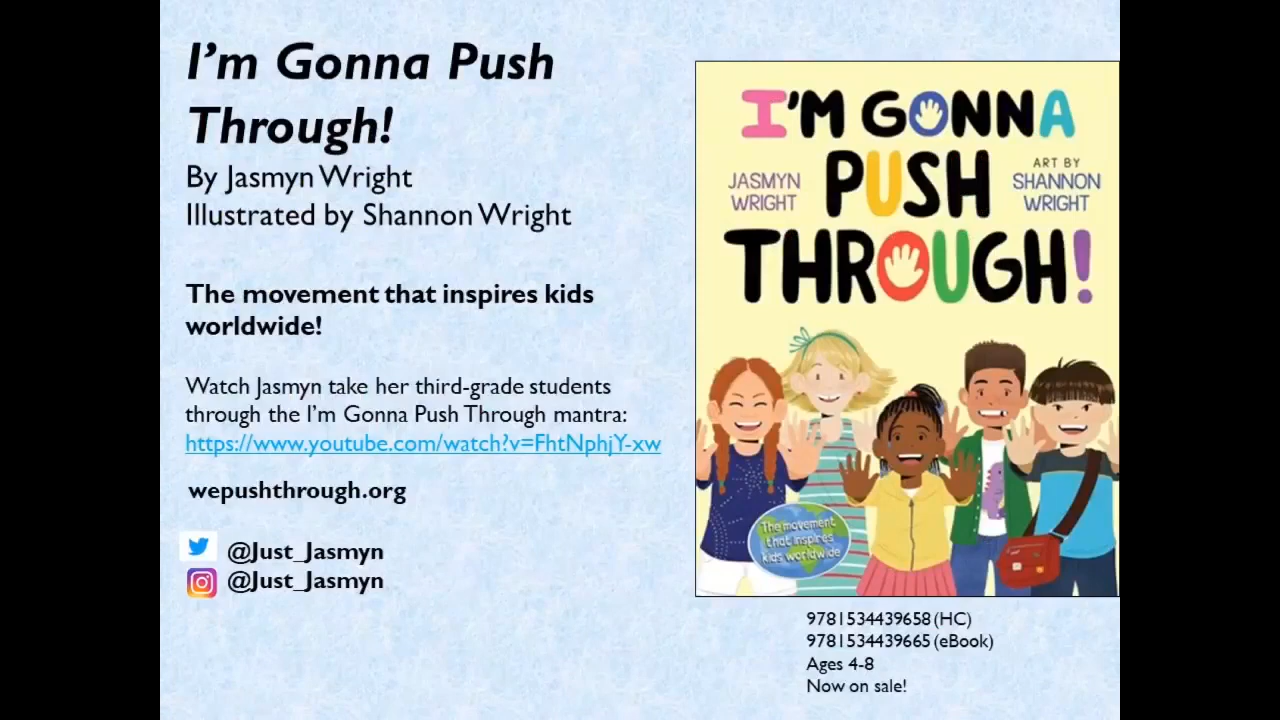 I'm Gonna Push
Through!
By Jasmyn Wright
Illustrated by Shannon Wright
The movement that inspires kids
worldwide!
Watch Jasmyn take her third-grade students
through the I'm Gonna Push Through mantra:
https://www.youtube.com/watch?v=FhtNphjY-xw
wepushthrough.org
@Just_Jasmyn
@Just_Jasmyn
I'M GONNA
PUSH
THROUGH!
JASMYN
WRIGHT
ART BY
SHANNON
WRIGHT
The movement
that inspires
kids worldwide
9781534439658 (HC)
9781534439665 (eBook)
Ages 4-8
Now on sale!